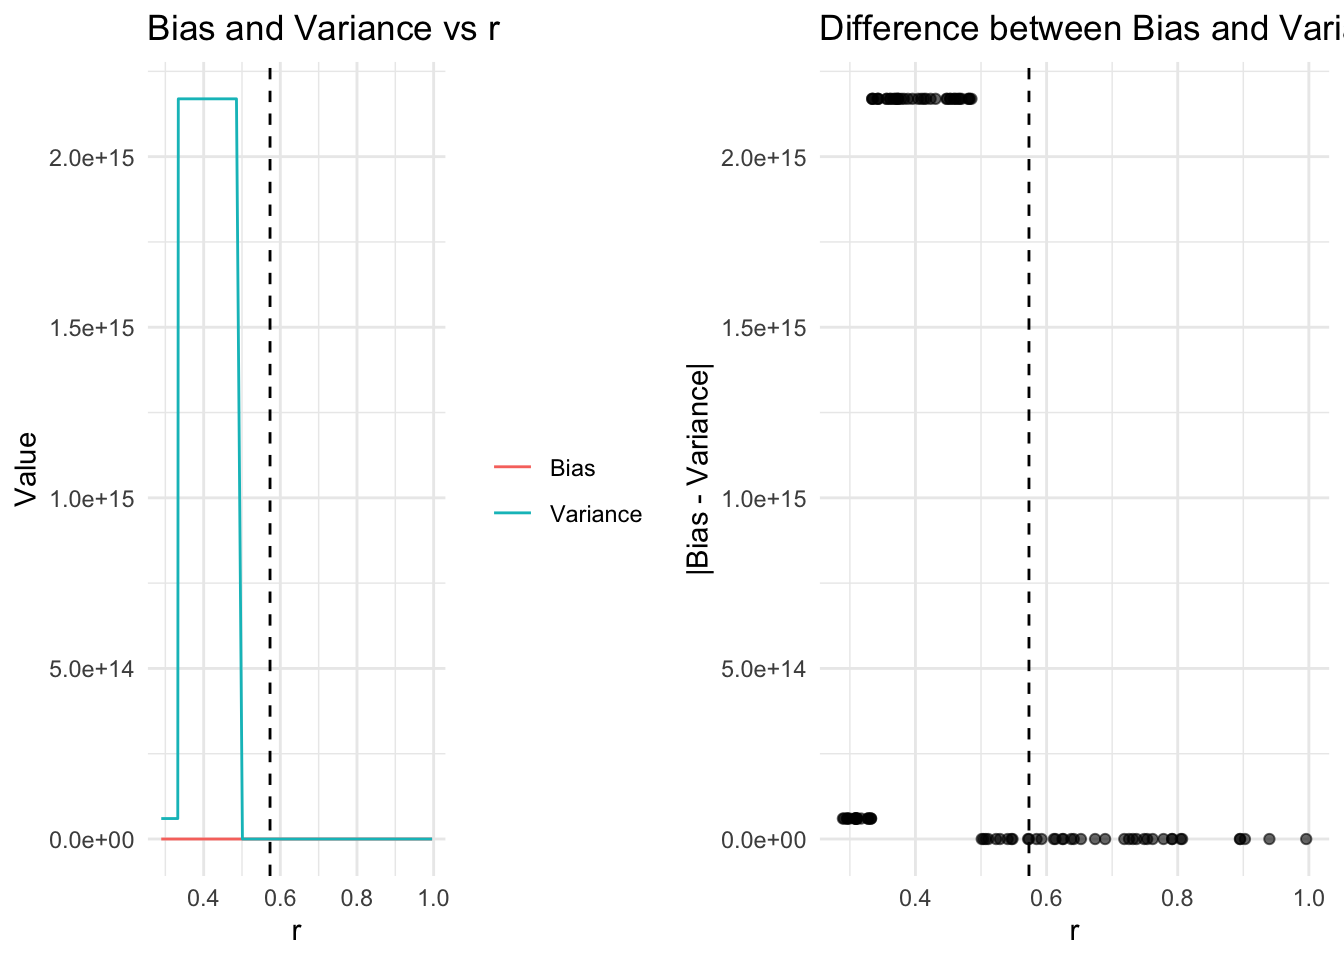 Bias and Variance vs r
2.0e+15
1.5e+15
1.0e+15
5.0e+14
0.0e+00
Value
0.4 0.6 0.8 1.0
r
Bias
Variance
Difference between Bias and Vari
2.0e+15
1.5e+15
1.0e+15
5.0e+14
0.0e+00
|Bias - Variance|
0.4 0.6 0.8 1.0
r